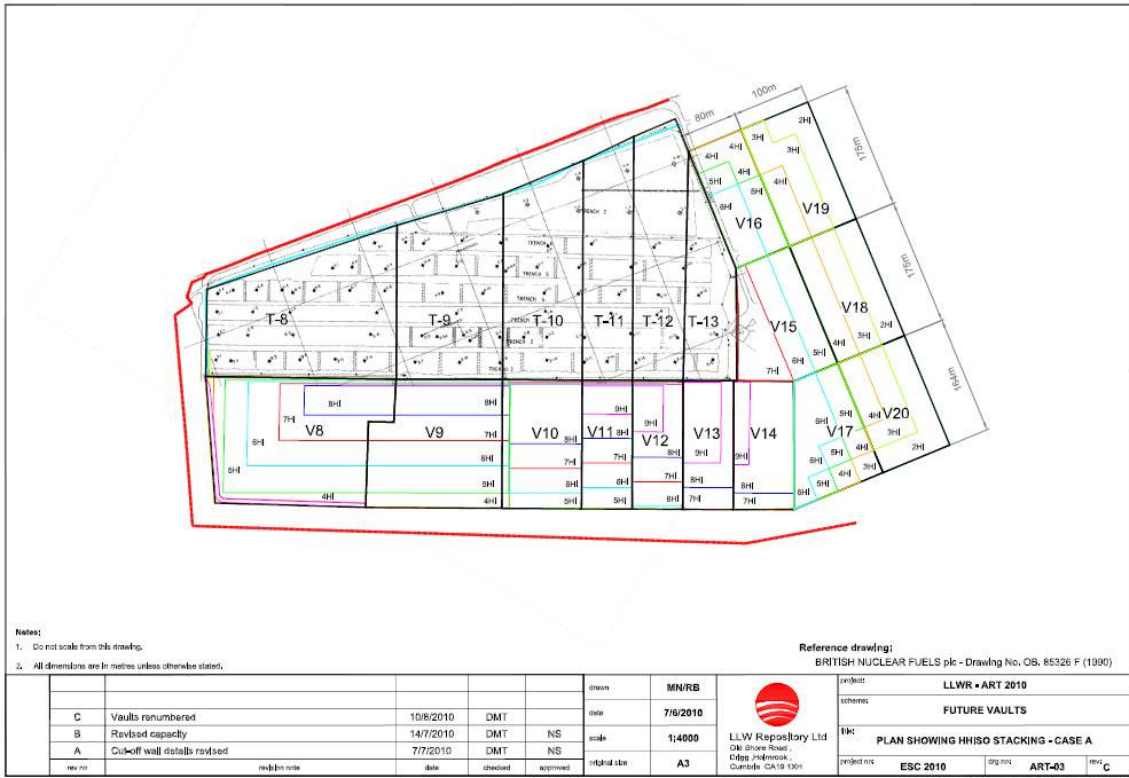 80m
100m
175m
175m
164m
2HI
3HI
3HI
4HI
4HI
4HI
4HI
5HI
5HI
6HI
V16
V19
V15
V18
2HI
3HI
4HI
5HI
6HI
7HI
T-8
T-9
T-10
T-11
T-12
T-13
TRENCH 7
TRENCH 5
TRENCH 4
TRENCH 3
8HI
8HI
9HI
7HI
V8
V9
V10
V11
V12
V13
V14
V17
V20
7HI
8HI
8HI
9HI
9HI
9HI
6HI
5HI
4HI
3HI
2HI
6HI
6HI
7HI
7HI
7HI
8HI
8HI
8HI
5HI
4HI
5HI
4HI
5HI
5HI
6HI
7HI
7HI
6HI
6HI
5HI
5HI
4HI
3HI
Notes:
1. Do not scale from this drawing.
2. All dimensions are in metres unless otherwise stated.
Reference drawing:
BRITISH NUCLEAR FUELS plc - Drawing No. OB. 85326 F (1990)
C Vaults renumbered 10/8/2010 DMT
B Revised capacity 14/7/2010 DMT NS
A Cut-off wall details revised 7/7/2010 DMT NS
rev no revision note date checked approved
drawn MN/RB
date 7/6/2010
scale 1:4000
original size A3
LLW Repository Ltd
Old Shore Road,
Drigg, Holmrook,
Cumbria CA19 1XH
project: LLWR - ART 2010
scheme: FUTURE VAULTS
title: PLAN SHOWING HHISO STACKING - CASE A
project no: ESC 2010 drg no: ART-03 rev: C